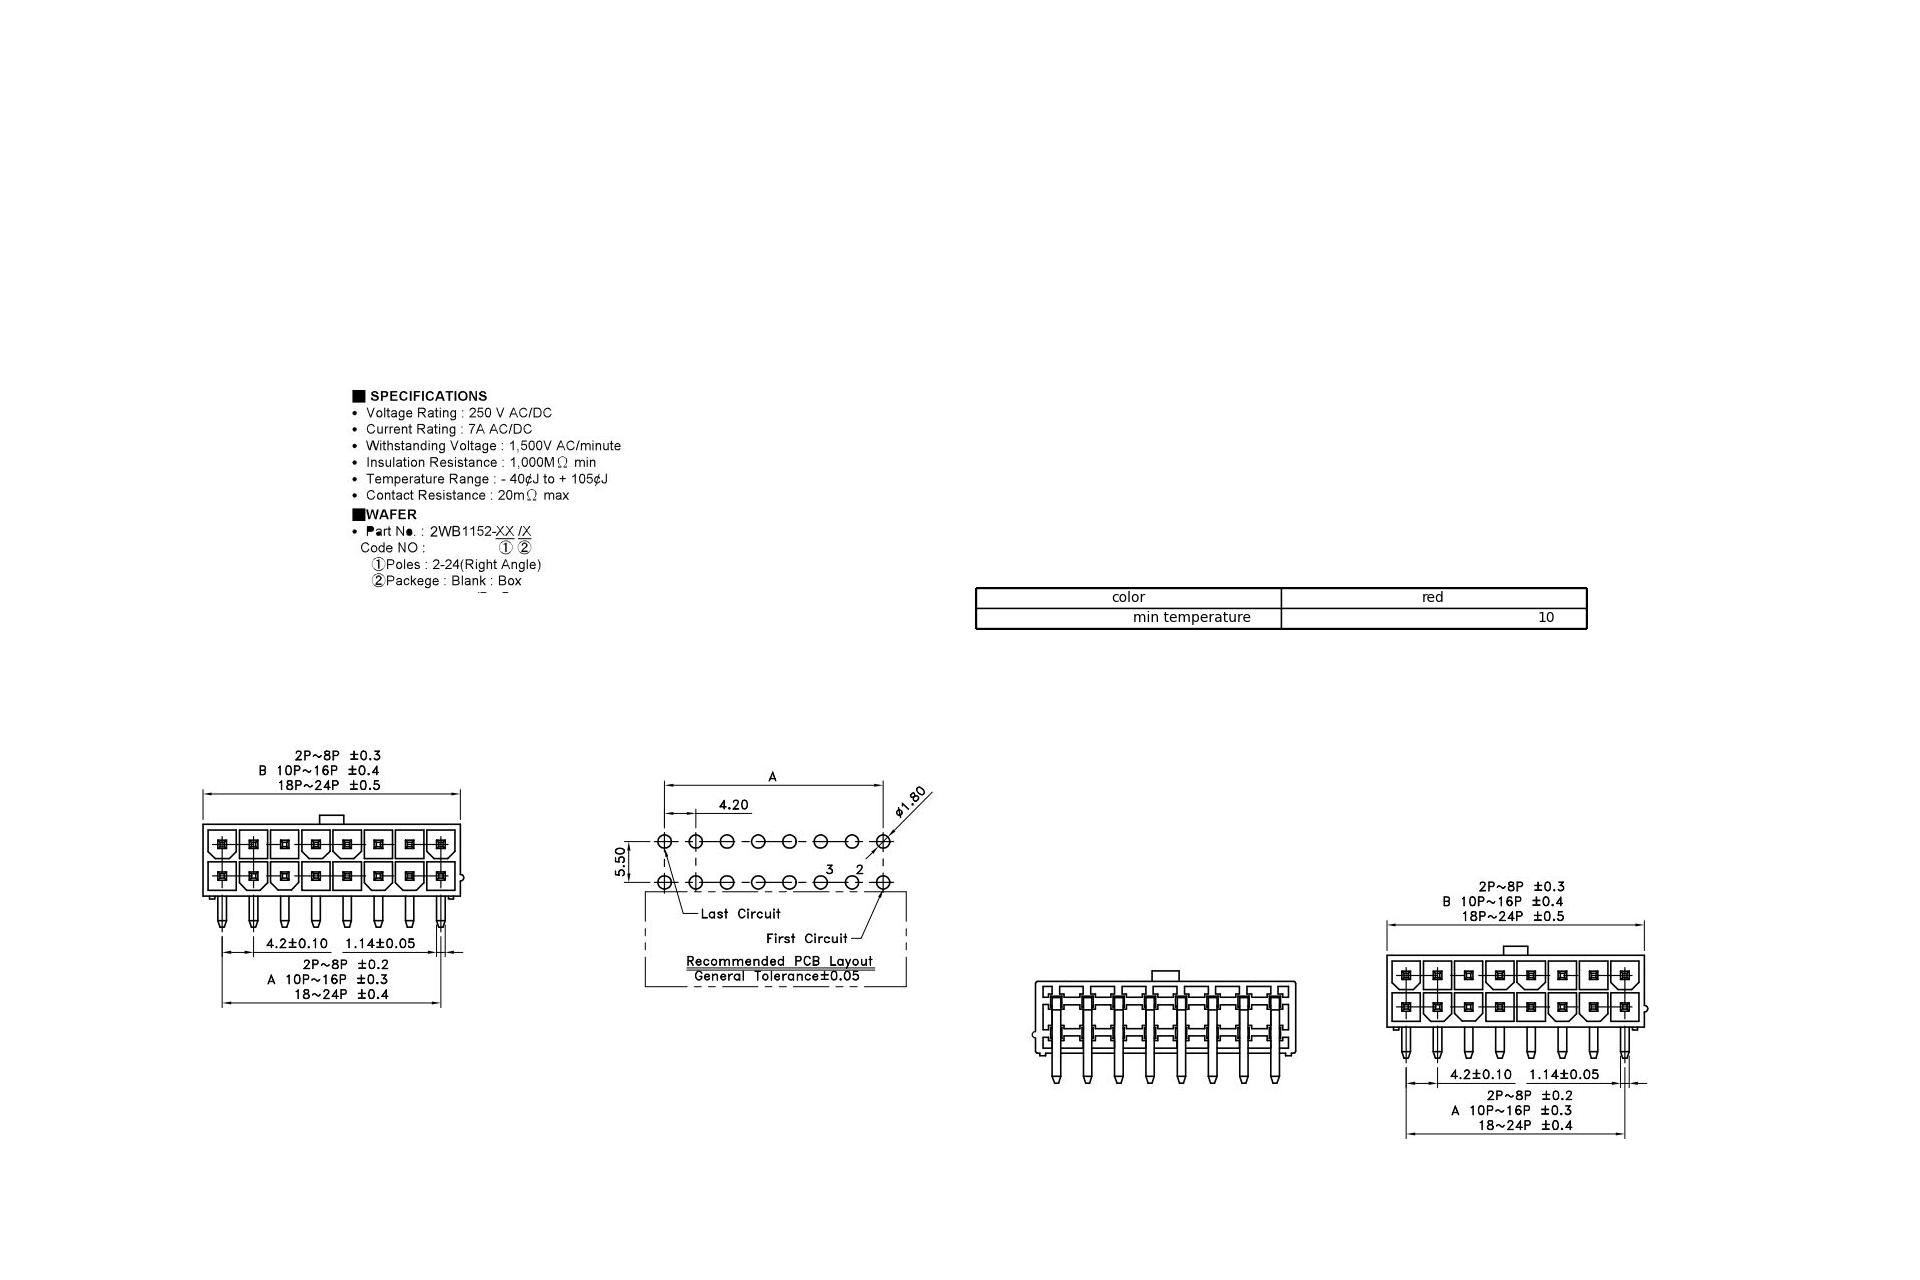 ■ SPECIFICATIONS
• Voltage Rating : 250 V AC/DC
• Current Rating : 7A AC/DC
• Withstanding Voltage : 1,500V AC/minute
• Insulation Resistance : 1,000MΩ min
• Temperature Range : - 40¢J to + 105¢J
• Contact Resistance : 20mΩ max
■WAFER
• Part No. : 2WB1152-XX /X
Code NO : ① ②
①Poles : 2-24(Right Angle)
②Packege : Blank : Box
color red
min temperature 10
2P~8P ±0.3
B 10P~16P ±0.4
18P~24P ±0.5
4.2±0.10 1.14±0.05
2P~8P ±0.2
A 10P~16P ±0.3
18~24P ±0.4
A
4.20
ø1.80
5.50
3 2
Last Circuit
First Circuit
Recommended PCB Layout
General Tolerance±0.05
2P~8P ±0.3
B 10P~16P ±0.4
18P~24P ±0.5
4.2±0.10 1.14±0.05
2P~8P ±0.2
A 10P~16P ±0.3
18~24P ±0.4